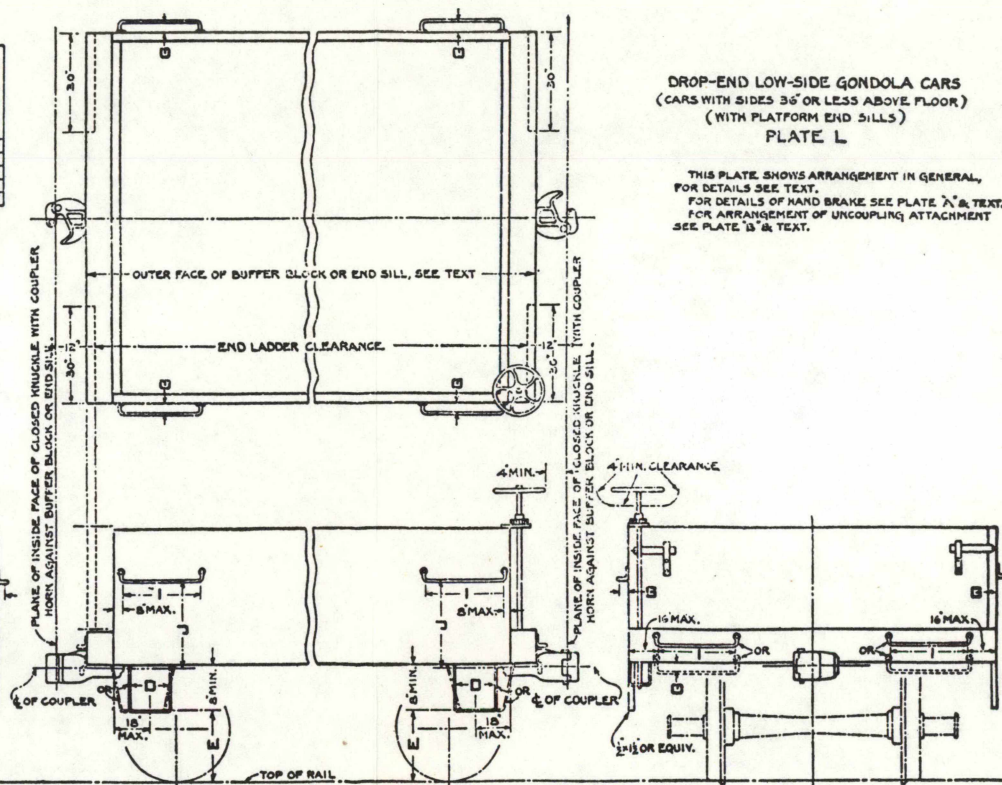 DROP-END LOW-SIDE GONDOLA CARS
(CARS WITH SIDES 36" OR LESS ABOVE FLOOR)
(WITH PLATFORM END SILLS)
PLATE L
THIS PLATE SHOWS ARRANGEMENT IN GENERAL,
FOR DETAILS SEE TEXT.
FOR DETAILS OF HAND BRAKE SEE PLATE "A" & TEXT.
FOR ARRANGEMENT OF UNCOUPLING ATTACHMENT
SEE PLATE "B" & TEXT.
G
G
30"
30"
PLANE OF INSIDE FACE OF CLOSED KNUCKLE WITH COUPLER
HORN AGAINST BUFFER BLOCK OR END SILL.
OUTER FACE OF BUFFER BLOCK OR END SILL, SEE TEXT
30"
12"
END LADDER CLEARANCE
12"
30"
G
G
PLANE OF INSIDE FACE OF CLOSED KNUCKLE WITH COUPLER
HORN AGAINST BUFFER BLOCK OR END SILL.
4" MIN.
4" MIN. CLEARANCE
I
8" MAX.
J
I
8" MAX.
J
G
G
16" MAX.
16" MAX.
OR
I
OR
OR
I
OR
G
℄ OF COUPLER
OR
D
8" MIN.
18"
MAX.
E
8" MIN.
D
OR
18"
MAX.
E
℄ OF COUPLER
½"×1½" OR EQUIV.
TOP OF RAIL